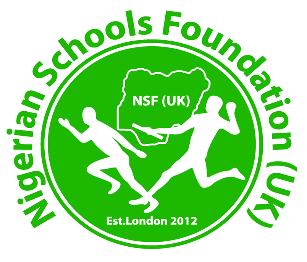 Nigerian Schools Foundation (UK)
NSF (UK)
Est.London 2012